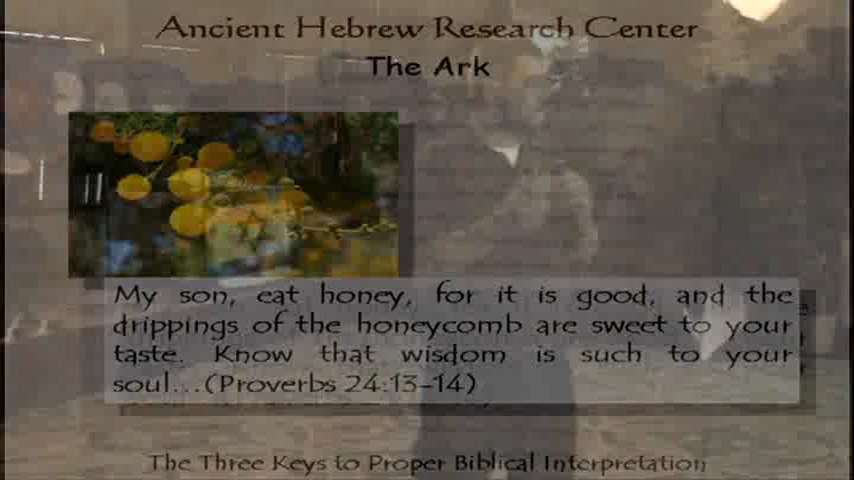 Ancient Hebrew Research Center
The Ark
My son, eat honey, for it is good, and the
drippings of the honeycomb are sweet to your
taste. Know that wisdom is such to your
soul...(Proverbs 24:13-14)
The Three Keys to Proper Biblical Interpretation